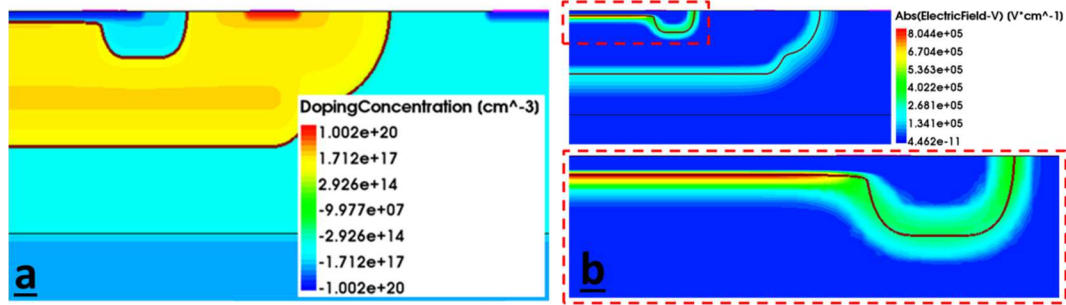 DopingConcentration (cm^-3)
1.002e+20
1.712e+17
2.926e+14
-9.977e+07
-2.926e+14
-1.712e+17
-1.002e+20
a
Abs(ElectricField-V) (V*cm^-1)
8.044e+05
6.704e+05
5.363e+05
4.022e+05
2.681e+05
1.341e+05
4.462e-11
b